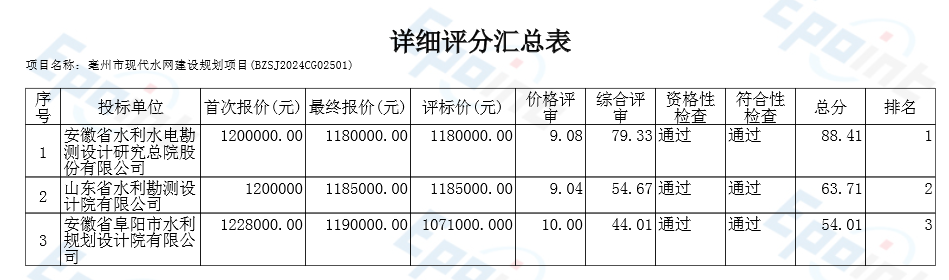 详细评分汇总表
项目名称：亳州市现代水网建设规划项目(BZSJ2024CG02501)
序号 投标单位 首次报价(元) 最终报价(元) 评标价(元) 价格评审 综合评审 资格性检查 符合性检查 总分 排名
1 安徽省水利水电勘测设计研究总院股份有限公司 1200000.00 1180000.00 1180000.00 9.08 79.33 通过 通过 88.41 1
2 山东省水利勘测设计院有限公司 1200000 1185000.00 1185000.00 9.04 54.67 通过 通过 63.71 2
3 安徽省阜阳市水利规划设计院有限公司 1228000.00 1190000.00 1071000.000 10.00 44.01 通过 通过 54.01 3
Epoint